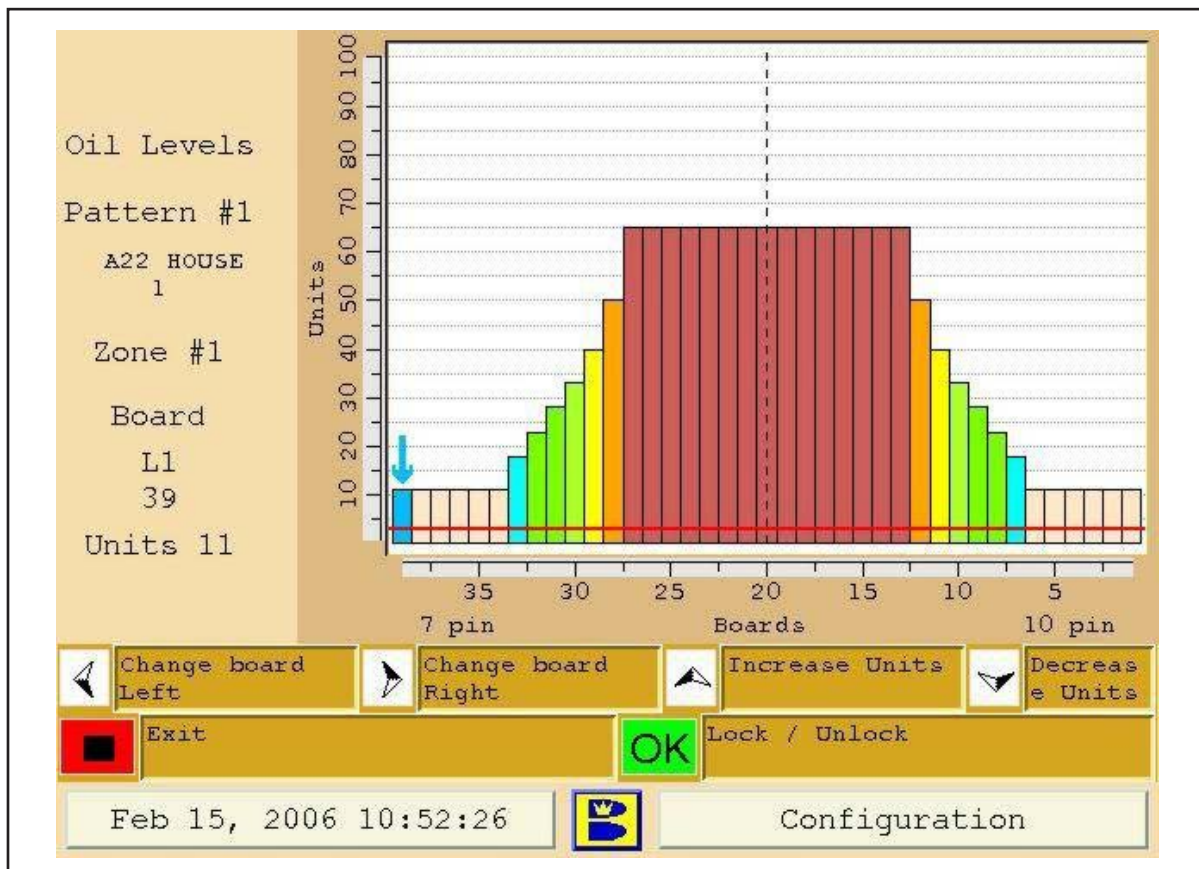 Oil Levels
Pattern #1
A22 HOUSE
1
Zone #1
Board
L1
39
Units 11
Units
100
90
80
70
60
50
40
30
20
10
35 30 25 20 15 10 5
7 pin Boards 10 pin
Change board
Left
Change board
Right
Increase Units
Decreas
e Units
Exit
OK
Lock / Unlock
Feb 15, 2006 10:52:26
Configuration